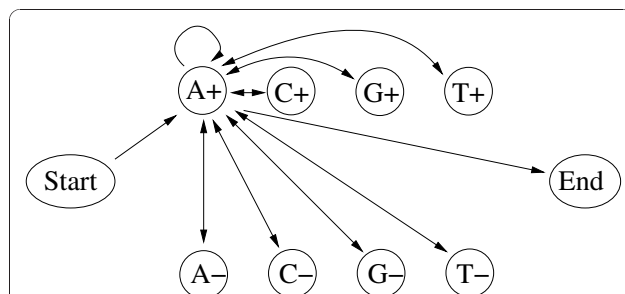 A+ C+ G+ T+
Start End
A− C− G− T−